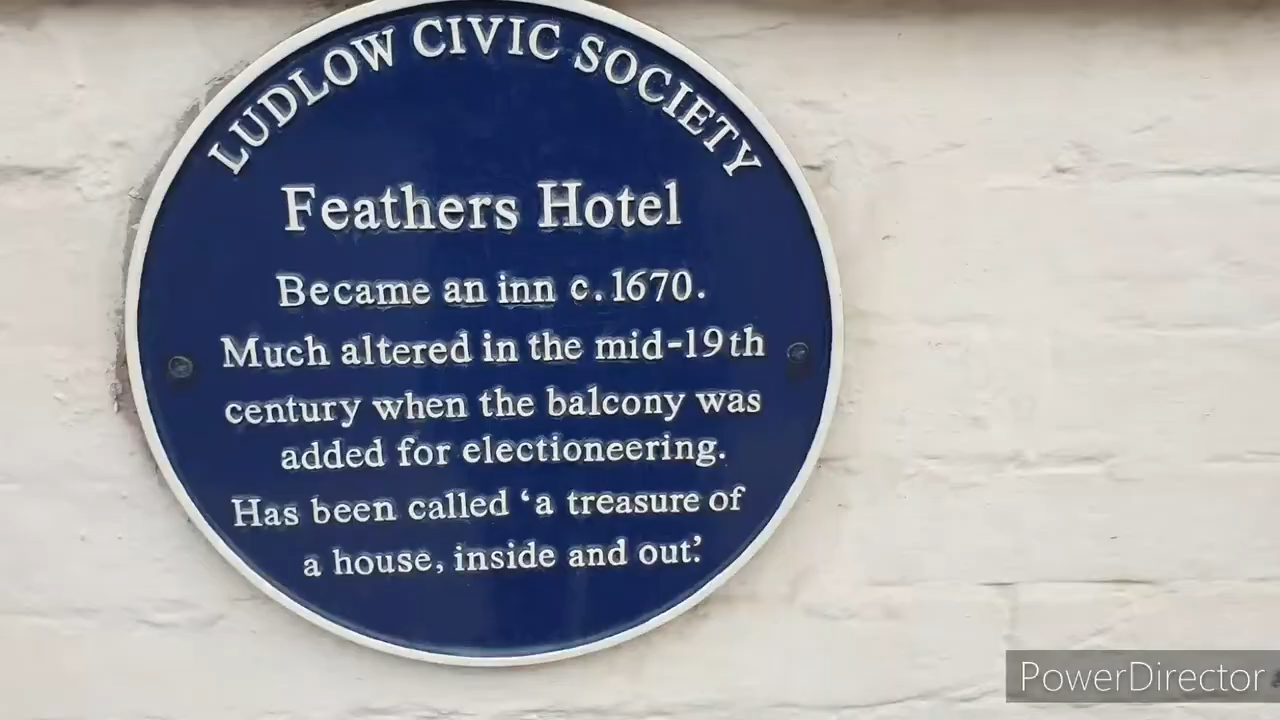 LUDLOW CIVIC SOCIETY
Feathers Hotel
Became an inn c.1670.
Much altered in the mid-19th
century when the balcony was
added for electioneering.
Has been called ‘a treasure of
a house, inside and out.’
PowerDirector